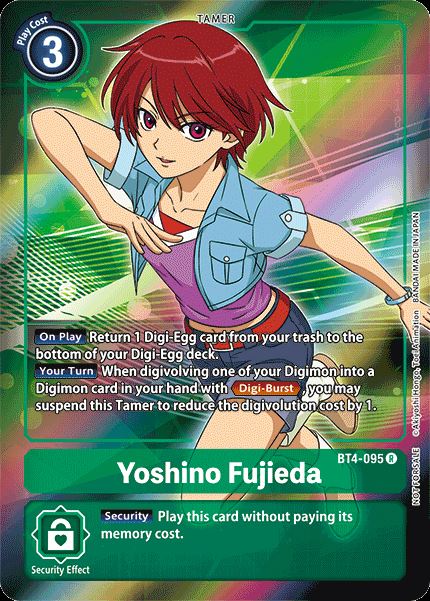 TAMER
Play Cost
3
On Play Return 1 Digi-Egg card from your trash to the
bottom of your Digi-Egg deck.
Your Turn When digivolving one of your Digimon into a
Digimon card in your hand with Digi-Burst, you may
suspend this Tamer to reduce the digivolution cost by 1.
BT4-095 R
Yoshino Fujieda
Security Play this card without paying its
memory cost.
Security Effect
NOT FOR SALE ©Akiyoshi Hongo, Toei Animation BANDAI MADE IN JAPAN